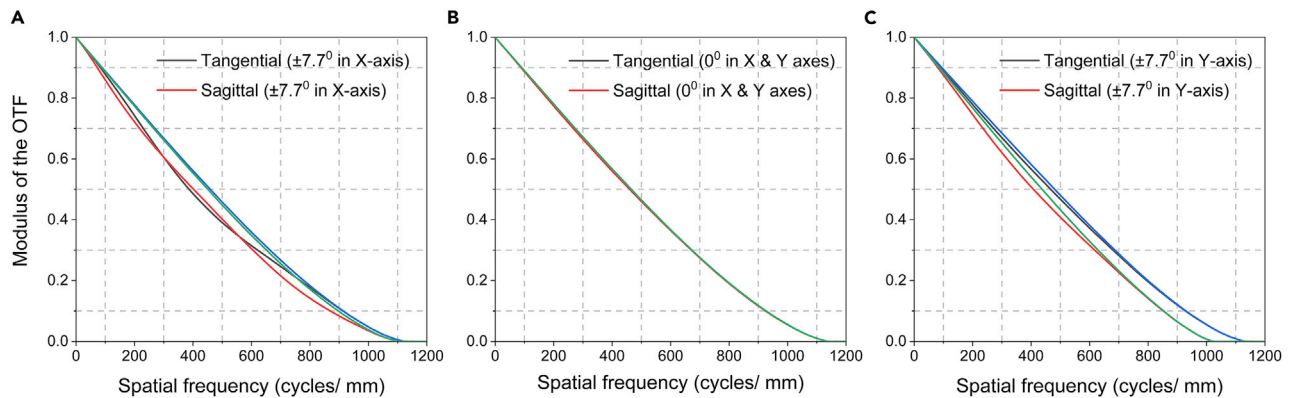 A
B
C
1.0
0.8
0.6
0.4
0.2
0.0
Modulus of the OTF
Tangential (±7.7⁰ in X-axis)
Sagittal (±7.7⁰ in X-axis)
0 200 400 600 800 1000 1200
Spatial frequency (cycles/ mm)
1.0
0.8
0.6
0.4
0.2
0.0
Tangential (0⁰ in X & Y axes)
Sagittal (0⁰ in X & Y axes)
0 200 400 600 800 1000 1200
Spatial frequency (cycles/ mm)
1.0
0.8
0.6
0.4
0.2
0.0
Tangential (±7.7⁰ in Y-axis)
Sagittal (±7.7⁰ in Y-axis)
0 200 400 600 800 1000 1200
Spatial frequency (cycles/ mm)